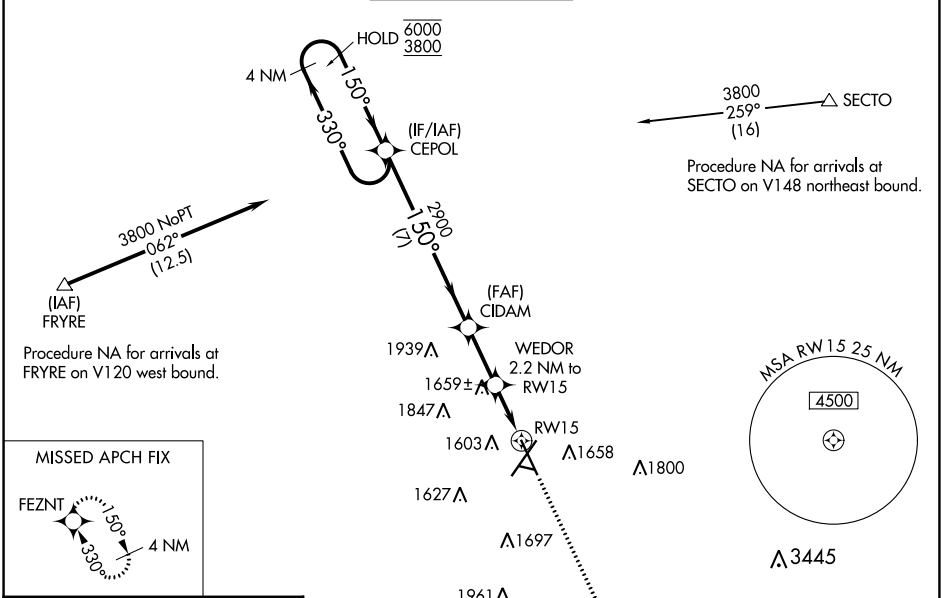 HOLD 6000
3800
4 NM
150°
330°
(IF/IAF)
CEPOL
3800
259°
(16)
SECTO
Procedure NA for arrivals at
SECTO on V148 northeast bound.
3800 NoPT
062°
(12.5)
(IAF)
FRYRE
Procedure NA for arrivals at
FRYRE on V120 west bound.
2900
150°
(7)
(FAF)
CIDAM
1939
WEDOR
2.2 NM to
RW15
1659±
1847
RW15
1603
1658
1800
1627
1697
1961
MSA RW15 25 NM
4500
3445
MISSED APCH FIX
FEZNT
150°
330°
4 NM